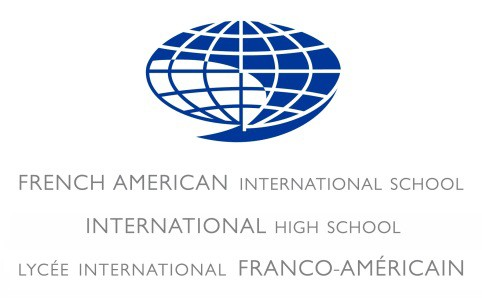 FRENCH AMERICAN INTERNATIONAL SCHOOL
INTERNATIONAL HIGH SCHOOL
LYCÉE INTERNATIONAL FRANCO-AMÉRICAIN